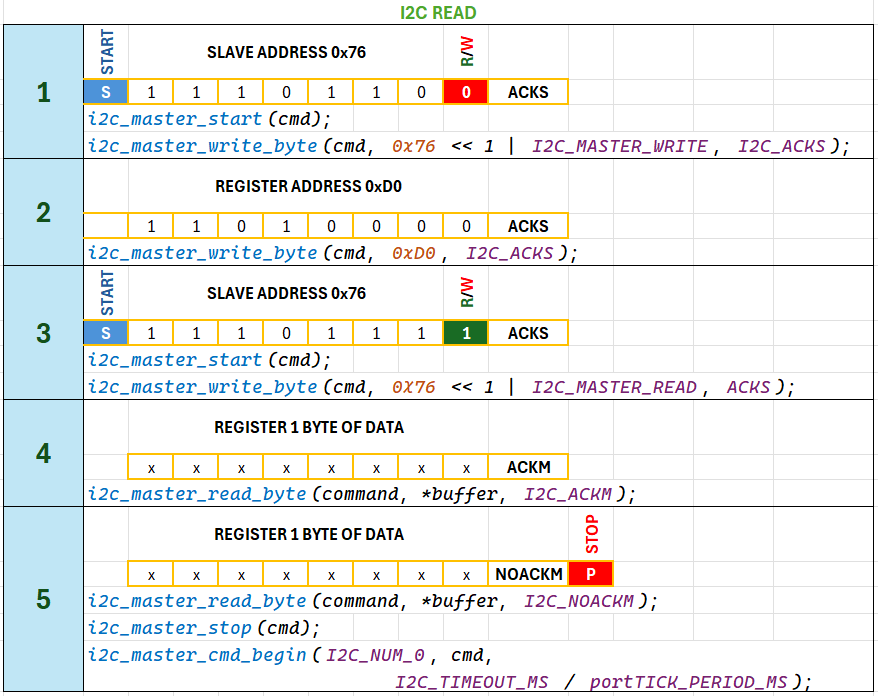 I2C READ
START
SLAVE ADDRESS 0x76
R/W
1
S 1 1 1 0 1 1 0 0 ACKS
i2c_master_start(cmd);
i2c_master_write_byte(cmd, 0x76 << 1 | I2C_MASTER_WRITE, I2C_ACKS);
REGISTER ADDRESS 0xD0
2
1 1 0 1 0 0 0 0 ACKS
i2c_master_write_byte(cmd, 0xD0, I2C_ACKS);
START
SLAVE ADDRESS 0x76
R/W
3
S 1 1 1 0 1 1 1 1 ACKS
i2c_master_start(cmd);
i2c_master_write_byte(cmd, 0x76 << 1 | I2C_MASTER_READ, ACKS);
REGISTER 1 BYTE OF DATA
4
x x x x x x x x ACKM
i2c_master_read_byte(command, *buffer, I2C_ACKM);
REGISTER 1 BYTE OF DATA
STOP
5
x x x x x x x x NOACKM P
i2c_master_read_byte(command, *buffer, I2C_NOACKM);
i2c_master_stop(cmd);
i2c_master_cmd_begin(I2C_NUM_0, cmd,
I2C_TIMEOUT_MS / portTICK_PERIOD_MS);